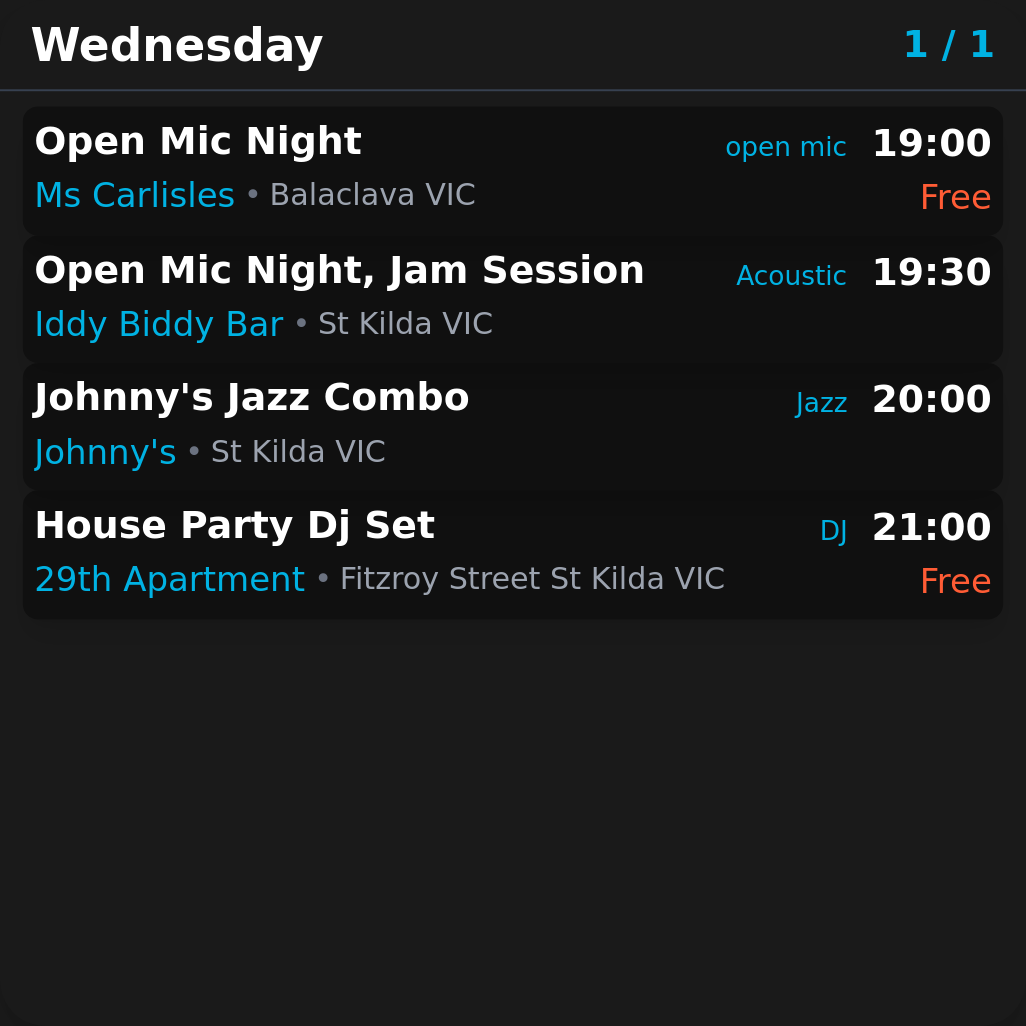 Wednesday 1 / 1
Open Mic Night open mic 19:00
Ms Carlisles • Balaclava VIC Free
Open Mic Night, Jam Session Acoustic 19:30
Iddy Biddy Bar • St Kilda VIC
Johnny's Jazz Combo Jazz 20:00
Johnny's • St Kilda VIC
House Party Dj Set DJ 21:00
29th Apartment • Fitzroy Street St Kilda VIC Free